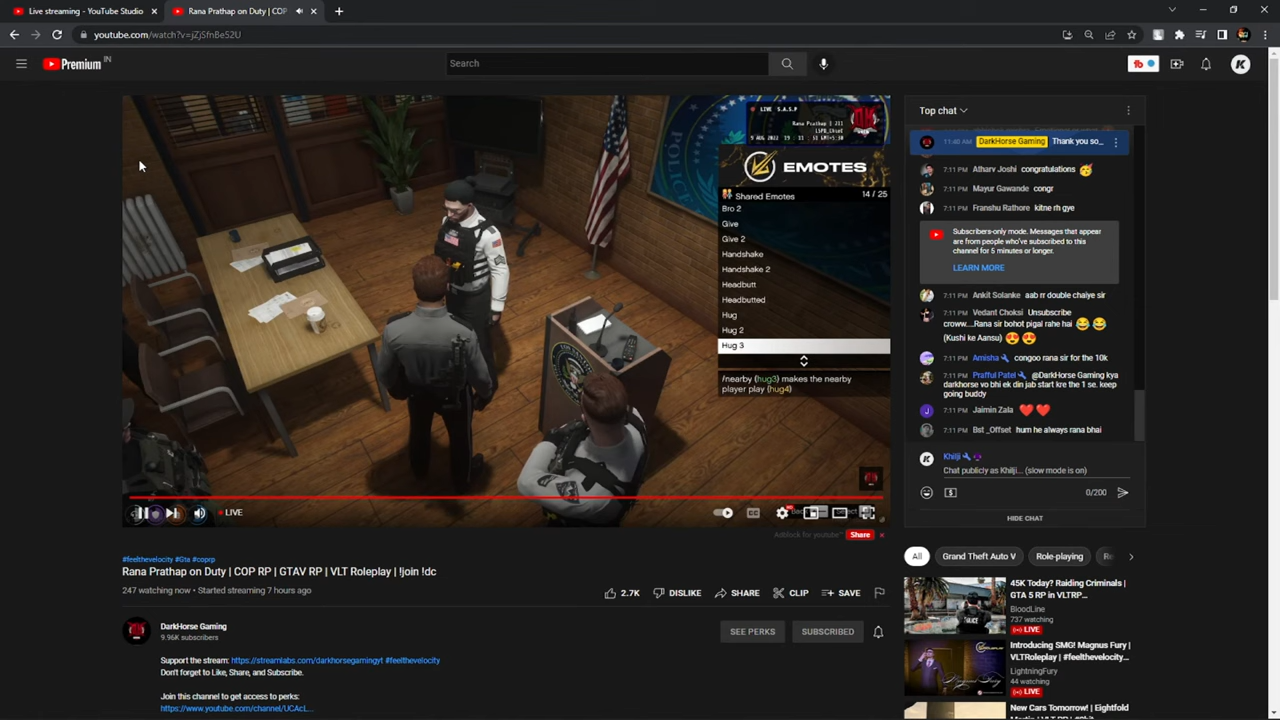 Live streaming - YouTube Studio
Rana Prathap on Duty | COP
youtube.com/watch?v=jZjSfnBe52U
Premium IN
Search
K
LIVE S.A.S.P
Rana Prathap [ 211
LSPD_Chief
EMOTES
Shared Emotes 14 / 25
Bro 2
Give
Give 2
Handshake
Handshake 2
Headbutt
Headbutted
Hug
Hug 2
Hug 3
/nearby (hug3) makes the nearby
player play (hug4)
LIVE
Adblock for youtube™ Share
#feelthevelocity #Gta #coprp
Rana Prathap on Duty | COP RP | GTAV RP | VLT Roleplay | !join !dc
247 watching now • Started streaming 7 hours ago
2.7K DISLIKE SHARE CLIP SAVE
DarkHorse Gaming
9.96K subscribers
SEE PERKS SUBSCRIBED
Support the stream: https://streamlabs.com/darkhorsegamingyt #feelthevelocity
Don't forget to Like, Share, and Subscribe.
Join this channel to get access to perks:
https://www.youtube.com/channel/UCAcL...
Top chat
11:40 AM DarkHorse Gaming Thank you so...
7:11 PM Atharv Joshi congratulations
7:11 PM Mayur Gawande congr
7:11 PM Franshu Rathore kitne rh gye
Subscribers-only mode. Messages that appear
are from people who've subscribed to this
channel for 5 minutes or longer.
LEARN MORE
7:11 PM Ankit Solanke aab rr double chaiye sir
7:11 PM Vedant Choksi Unsubscribe
croww....Rana sir bohot pigal rahe hai
(Kushi ke Aansu)
7:11 PM Amisha congoo rana sir for the 10k
7:11 PM Prafful Patel @DarkHorse Gaming kya
darkhorse vo bhi ek din jab start kre the 1 se. keep
going buddy
7:11 PM Jaimin Zala
7:11 PM Bst _Offset hum he always rana bhai
Khilji
Chat publicly as Khilji... (slow mode is on)
0/200
HIDE CHAT
All Grand Theft Auto V Role-playing
45K Today? Raiding Criminals |
GTA 5 RP in VLTRP...
BloodLine
737 watching
LIVE
Introducing SMG! Magnus Fury |
VLTRoleplay | #feelthevelocity...
LightningFury
44 watching
LIVE
New Cars Tomorrow! | Eightfold